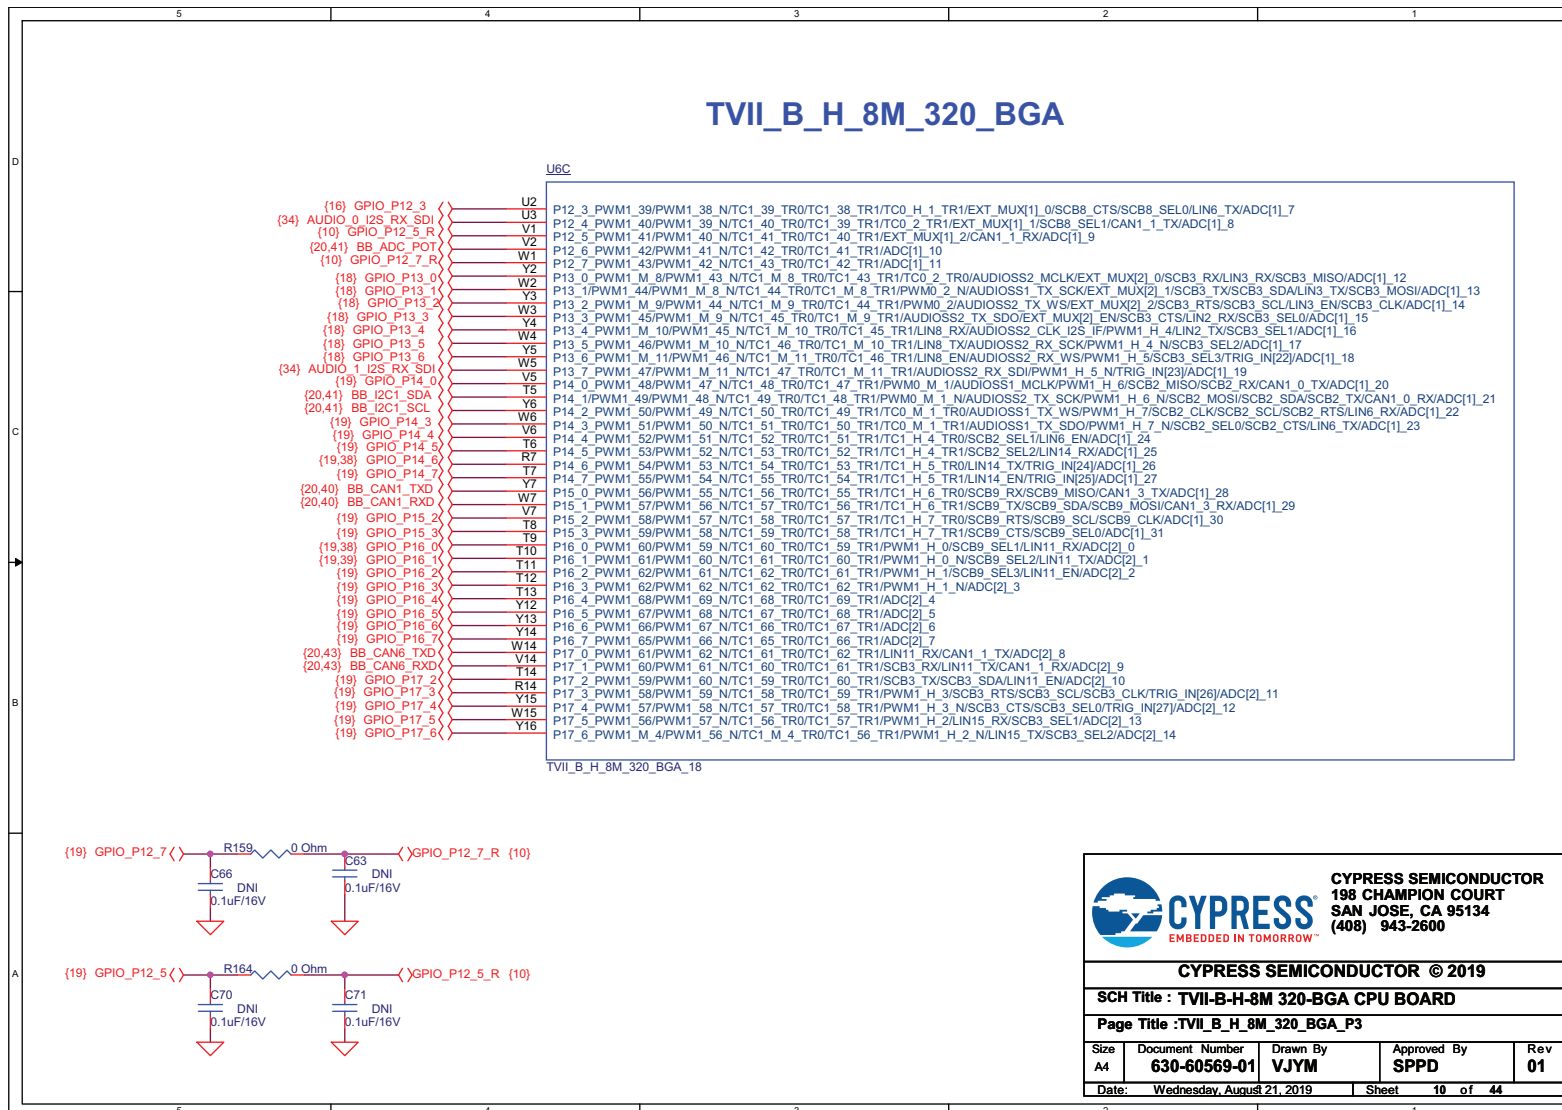 5 4 3 2 1
TVII_B_H_8M_320_BGA
D
U6C
{16} GPIO_P12_3 U2 P12_3_PWM1_39/PWM1_38_N/TC1_39_TR0/TC1_38_TR1/TC0_H_1_TR1/EXT_MUX[1]_0/SCB8_CTS/SCB8_SEL0/LIN6_TX/ADC[1]_7
{34} AUDIO_0_I2S_RX_SDI U3 P12_4_PWM1_40/PWM1_39_N/TC1_40_TR0/TC1_39_TR1/TC0_2_TR1/EXT_MUX[1]_1/SCB8_SEL1/CAN1_1_TX/ADC[1]_8
{10} GPIO_P12_5_R V1 P12_5_PWM1_41/PWM1_40_N/TC1_41_TR0/TC1_40_TR1/EXT_MUX[1]_2/CAN1_1_RX/ADC[1]_9
{20,41} BB_ADC_POT V2 P12_6_PWM1_42/PWM1_41_N/TC1_42_TR0/TC1_41_TR1/ADC[1]_10
{10} GPIO_P12_7_R W1 P12_7_PWM1_43/PWM1_42_N/TC1_43_TR0/TC1_42_TR1/ADC[1]_11
{18} GPIO_P13_0 Y2 P13_0_PWM1_M_8/PWM1_43_N/TC1_M_8_TR0/TC1_43_TR1/TC0_2_TR0/AUDIOSS2_MCLK/EXT_MUX[2]_0/SCB3_RX/LIN3_RX/SCB3_MISO/ADC[1]_12
{18} GPIO_P13_1 W2 P13_1/PWM1_44/PWM1_M_8_N/TC1_44_TR0/TC1_M_8_TR1/PWM0_2_N/AUDIOSS1_TX_SCK/EXT_MUX[2]_1/SCB3_TX/SCB3_SDA/LIN3_TX/SCB3_MOSI/ADC[1]_13
{18} GPIO_P13_2 Y3 P13_2_PWM1_M_9/PWM1_44_N/TC1_M_9_TR0/TC1_44_TR1/PWM0_2/AUDIOSS2_TX_WS/EXT_MUX[2]_2/SCB3_RTS/SCB3_SCL/LIN3_EN/SCB3_CLK/ADC[1]_14
{18} GPIO_P13_3 W3 P13_3_PWM1_45/PWM1_M_9_N/TC1_45_TR0/TC1_M_9_TR1/AUDIOSS2_TX_SDO/EXT_MUX[2]_EN/SCB3_CTS/LIN2_RX/SCB3_SEL0/ADC[1]_15
{18} GPIO_P13_4 Y4 P13_4_PWM1_M_10/PWM1_45_N/TC1_M_10_TR0/TC1_45_TR1/LIN8_RX/AUDIOSS2_CLK_I2S_IF/PWM1_H_4/LIN2_TX/SCB3_SEL1/ADC[1]_16
{18} GPIO_P13_5 W4 P13_5_PWM1_46/PWM1_M_10_N/TC1_46_TR0/TC1_M_10_TR1/LIN8_TX/AUDIOSS2_RX_SCK/PWM1_H_4_N/SCB3_SEL2/ADC[1]_17
{18} GPIO_P13_6 Y5 P13_6_PWM1_M_11/PWM1_46_N/TC1_M_11_TR0/TC1_46_TR1/LIN8_EN/AUDIOSS2_RX_WS/PWM1_H_5/SCB3_SEL3/TRIG_IN[22]/ADC[1]_18
{34} AUDIO_1_I2S_RX_SDI W5 P13_7_PWM1_47/PWM1_M_11_N/TC1_47_TR0/TC1_M_11_TR1/AUDIOSS2_RX_SDI/PWM1_H_5_N/TRIG_IN[23]/ADC[1]_19
{19} GPIO_P14_0 V5 P14_0_PWM1_48/PWM1_47_N/TC1_48_TR0/TC1_47_TR1/PWM0_M_1/AUDIOSS1_MCLK/PWM1_H_6/SCB2_MISO/SCB2_RX/CAN1_0_TX/ADC[1]_20
{20,41} BB_I2C1_SDA T5 P14_1/PWM1_49/PWM1_48_N/TC1_49_TR0/TC1_48_TR1/PWM0_M_1_N/AUDIOSS2_TX_SCK/PWM1_H_6_N/SCB2_MOSI/SCB2_SDA/SCB2_TX/CAN1_0_RX/ADC[1]_21
{20,41} BB_I2C1_SCL Y6 P14_2_PWM1_50/PWM1_49_N/TC1_50_TR0/TC1_49_TR1/TC0_M_1_TR0/AUDIOSS1_TX_WS/PWM1_H_7/SCB2_CLK/SCB2_SCL/SCB2_RTS/LIN6_RX/ADC[1]_22
{19} GPIO_P14_3 W6 P14_3_PWM1_51/PWM1_50_N/TC1_51_TR0/TC1_50_TR1/TC0_M_1_TR1/AUDIOSS1_TX_SDO/PWM1_H_7_N/SCB2_SEL0/SCB2_CTS/LIN6_TX/ADC[1]_23
{19} GPIO_P14_4 V6 P14_4_PWM1_52/PWM1_51_N/TC1_52_TR0/TC1_51_TR1/TC1_H_4_TR0/SCB2_SEL1/LIN6_EN/ADC[1]_24
{19} GPIO_P14_5 T6 P14_5_PWM1_53/PWM1_52_N/TC1_53_TR0/TC1_52_TR1/TC1_H_4_TR1/SCB2_SEL2/LIN14_RX/ADC[1]_25
{19,38} GPIO_P14_6 R7 P14_6_PWM1_54/PWM1_53_N/TC1_54_TR0/TC1_53_TR1/TC1_H_5_TR0/LIN14_TX/TRIG_IN[24]/ADC[1]_26
{19} GPIO_P14_7 T7 P14_7_PWM1_55/PWM1_54_N/TC1_55_TR0/TC1_54_TR1/TC1_H_5_TR1/LIN14_EN/TRIG_IN[25]/ADC[1]_27
{20,40} BB_CAN1_TXD Y7 P15_0_PWM1_56/PWM1_55_N/TC1_56_TR0/TC1_55_TR1/TC1_H_6_TR0/SCB9_RX/SCB9_MISO/CAN1_3_TX/ADC[1]_28
{20,40} BB_CAN1_RXD W7 P15_1_PWM1_57/PWM1_56_N/TC1_57_TR0/TC1_56_TR1/TC1_H_6_TR1/SCB9_TX/SCB9_SDA/SCB9_MOSI/CAN1_3_RX/ADC[1]_29
{19} GPIO_P15_2 V7 P15_2_PWM1_58/PWM1_57_N/TC1_58_TR0/TC1_57_TR1/TC1_H_7_TR0/SCB9_RTS/SCB9_SCL/SCB9_CLK/ADC[1]_30
{19} GPIO_P15_3 T8 P15_3_PWM1_59/PWM1_58_N/TC1_59_TR0/TC1_58_TR1/TC1_H_7_TR1/SCB9_CTS/SCB9_SEL0/ADC[1]_31
{19,38} GPIO_P16_0 T9 P16_0_PWM1_60/PWM1_59_N/TC1_60_TR0/TC1_59_TR1/PWM1_H_0/SCB9_SEL1/LIN11_RX/ADC[2]_0
{19,39} GPIO_P16_1 T10 P16_1_PWM1_61/PWM1_60_N/TC1_61_TR0/TC1_60_TR1/PWM1_H_0_N/SCB9_SEL2/LIN11_TX/ADC[2]_1
{19} GPIO_P16_2 T11 P16_2_PWM1_62/PWM1_61_N/TC1_62_TR0/TC1_61_TR1/PWM1_H_1/SCB9_SEL3/LIN11_EN/ADC[2]_2
{19} GPIO_P16_3 T12 P16_3_PWM1_62/PWM1_62_N/TC1_62_TR0/TC1_62_TR1/PWM1_H_1_N/ADC[2]_3
{19} GPIO_P16_4 T13 P16_4_PWM1_68/PWM1_69_N/TC1_68_TR0/TC1_69_TR1/ADC[2]_4
{19} GPIO_P16_5 Y12 P16_5_PWM1_67/PWM1_68_N/TC1_67_TR0/TC1_68_TR1/ADC[2]_5
{19} GPIO_P16_6 Y13 P16_6_PWM1_66/PWM1_67_N/TC1_66_TR0/TC1_67_TR1/ADC[2]_6
{19} GPIO_P16_7 Y14 P16_7_PWM1_65/PWM1_66_N/TC1_65_TR0/TC1_66_TR1/ADC[2]_7
{20,43} BB_CAN6_TXD W14 P17_0_PWM1_61/PWM1_62_N/TC1_61_TR0/TC1_62_TR1/LIN11_RX/CAN1_1_TX/ADC[2]_8
{20,43} BB_CAN6_RXD V14 P17_1_PWM1_60/PWM1_61_N/TC1_60_TR0/TC1_61_TR1/SCB3_RX/LIN11_TX/CAN1_1_RX/ADC[2]_9
{19} GPIO_P17_2 T14 P17_2_PWM1_59/PWM1_60_N/TC1_59_TR0/TC1_60_TR1/SCB3_TX/SCB3_SDA/LIN11_EN/ADC[2]_10
{19} GPIO_P17_3 R14 P17_3_PWM1_58/PWM1_59_N/TC1_58_TR0/TC1_59_TR1/PWM1_H_3/SCB3_RTS/SCB3_SCL/SCB3_CLK/TRIG_IN[26]/ADC[2]_11
{19} GPIO_P17_4 Y15 P17_4_PWM1_57/PWM1_58_N/TC1_57_TR0/TC1_58_TR1/PWM1_H_3_N/SCB3_CTS/SCB3_SEL0/TRIG_IN[27]/ADC[2]_12
{19} GPIO_P17_5 W15 P17_5_PWM1_56/PWM1_57_N/TC1_56_TR0/TC1_57_TR1/PWM1_H_2/LIN15_RX/SCB3_SEL1/ADC[2]_13
{19} GPIO_P17_6 Y16 P17_6_PWM1_M_4/PWM1_56_N/TC1_M_4_TR0/TC1_56_TR1/PWM1_H_2_N/LIN15_TX/SCB3_SEL2/ADC[2]_14
TVII_B_H_8M_320_BGA_18
C
B
A
{19} GPIO_P12_7 R159 0 Ohm GPIO_P12_7_R {10}
C66 DNI 0.1uF/16V
C63 DNI 0.1uF/16V
{19} GPIO_P12_5 R164 0 Ohm GPIO_P12_5_R {10}
C70 DNI 0.1uF/16V
C71 DNI 0.1uF/16V
CYPRESS®
EMBEDDED IN TOMORROW™
CYPRESS SEMICONDUCTOR
198 CHAMPION COURT
SAN JOSE, CA 95134
(408) 943-2600
CYPRESS SEMICONDUCTOR © 2019
SCH Title : TVII-B-H-8M 320-BGA CPU BOARD
Page Title :TVII_B_H_8M_320_BGA_P3
Size Document Number Drawn By Approved By Rev
A4 630-60569-01 VJYM SPPD 01
Date: Wednesday, August 21, 2019 Sheet 10 of 44
5 4 3 2 1